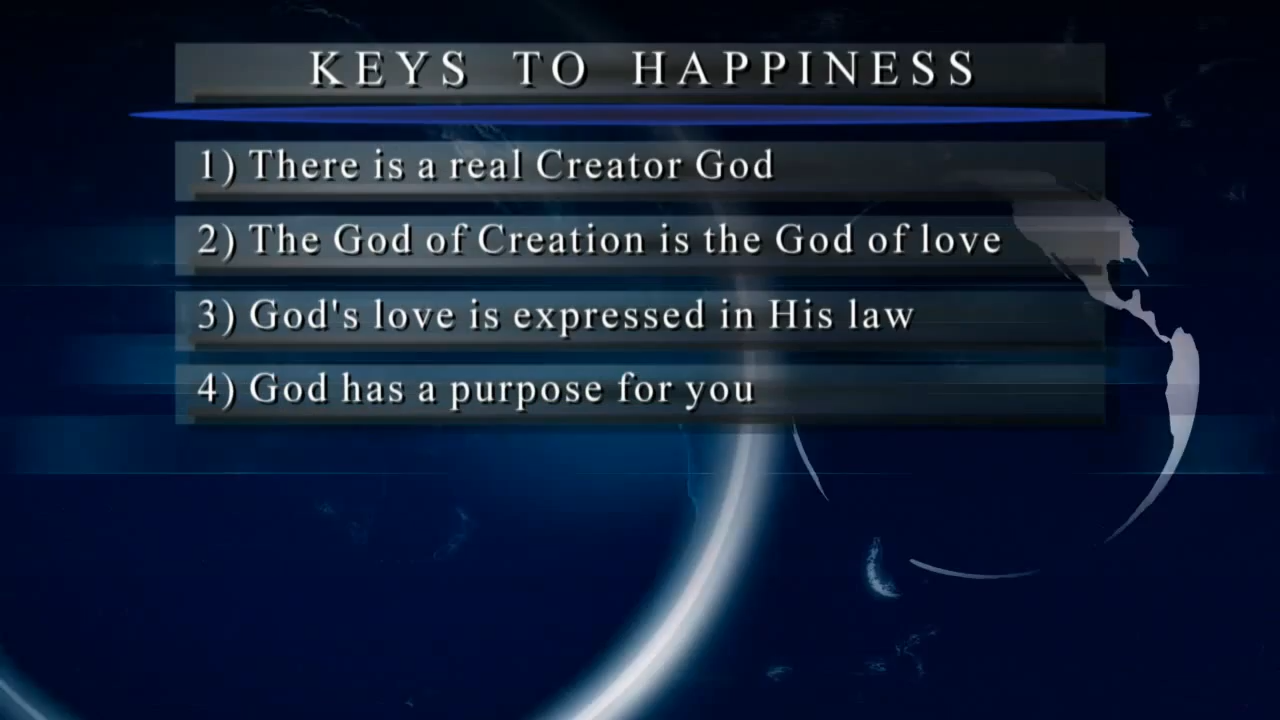 KEYS TO HAPPINESS
1) There is a real Creator God
2) The God of Creation is the God of love
3) God's love is expressed in His law
4) God has a purpose for you